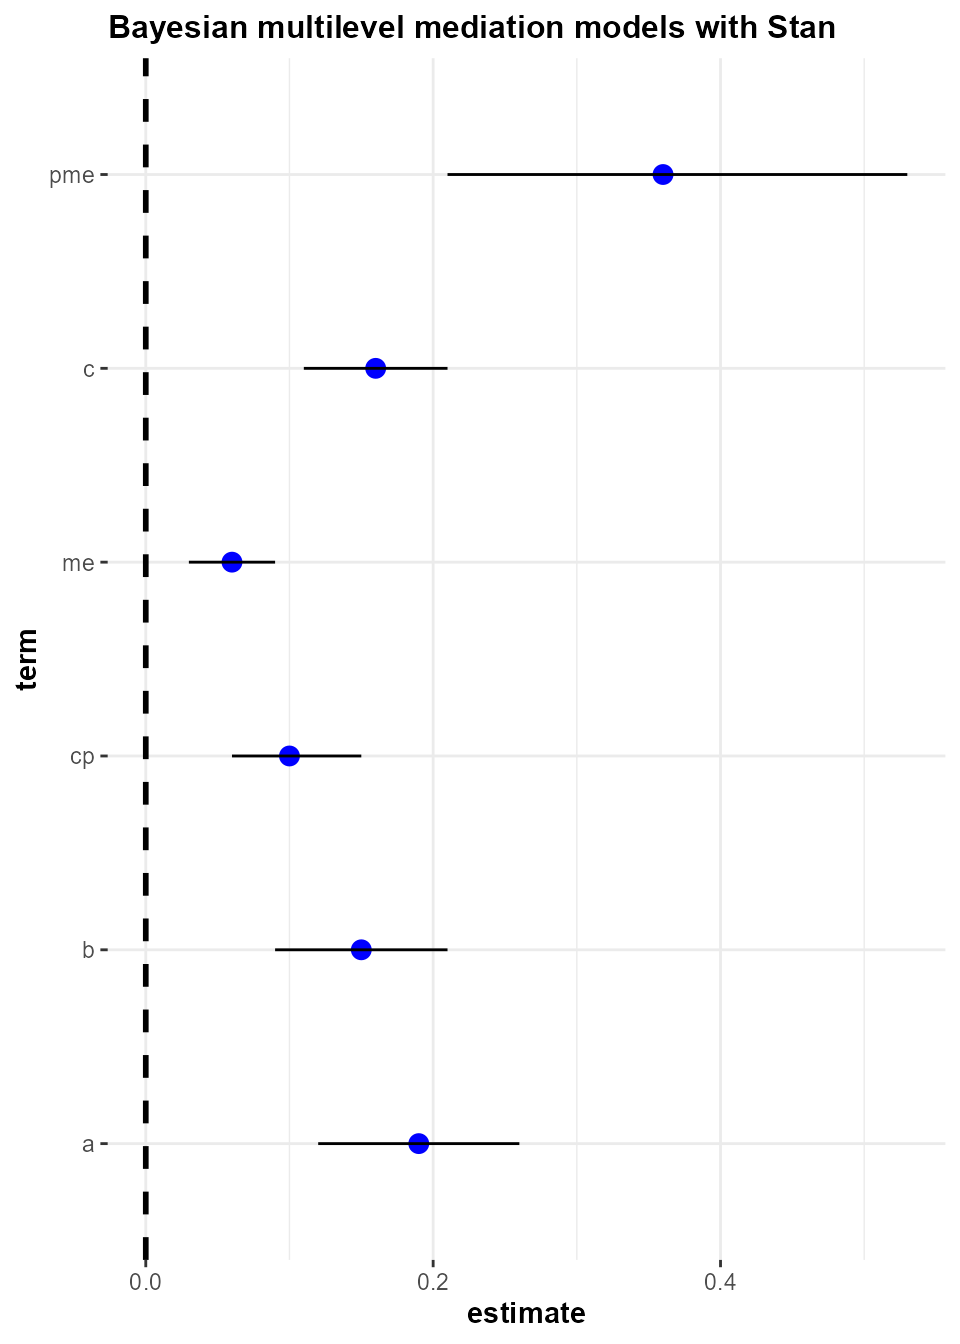 Bayesian multilevel mediation models with Stan
pme
c
me
cp
b
a
term
0.0 0.2 0.4
estimate